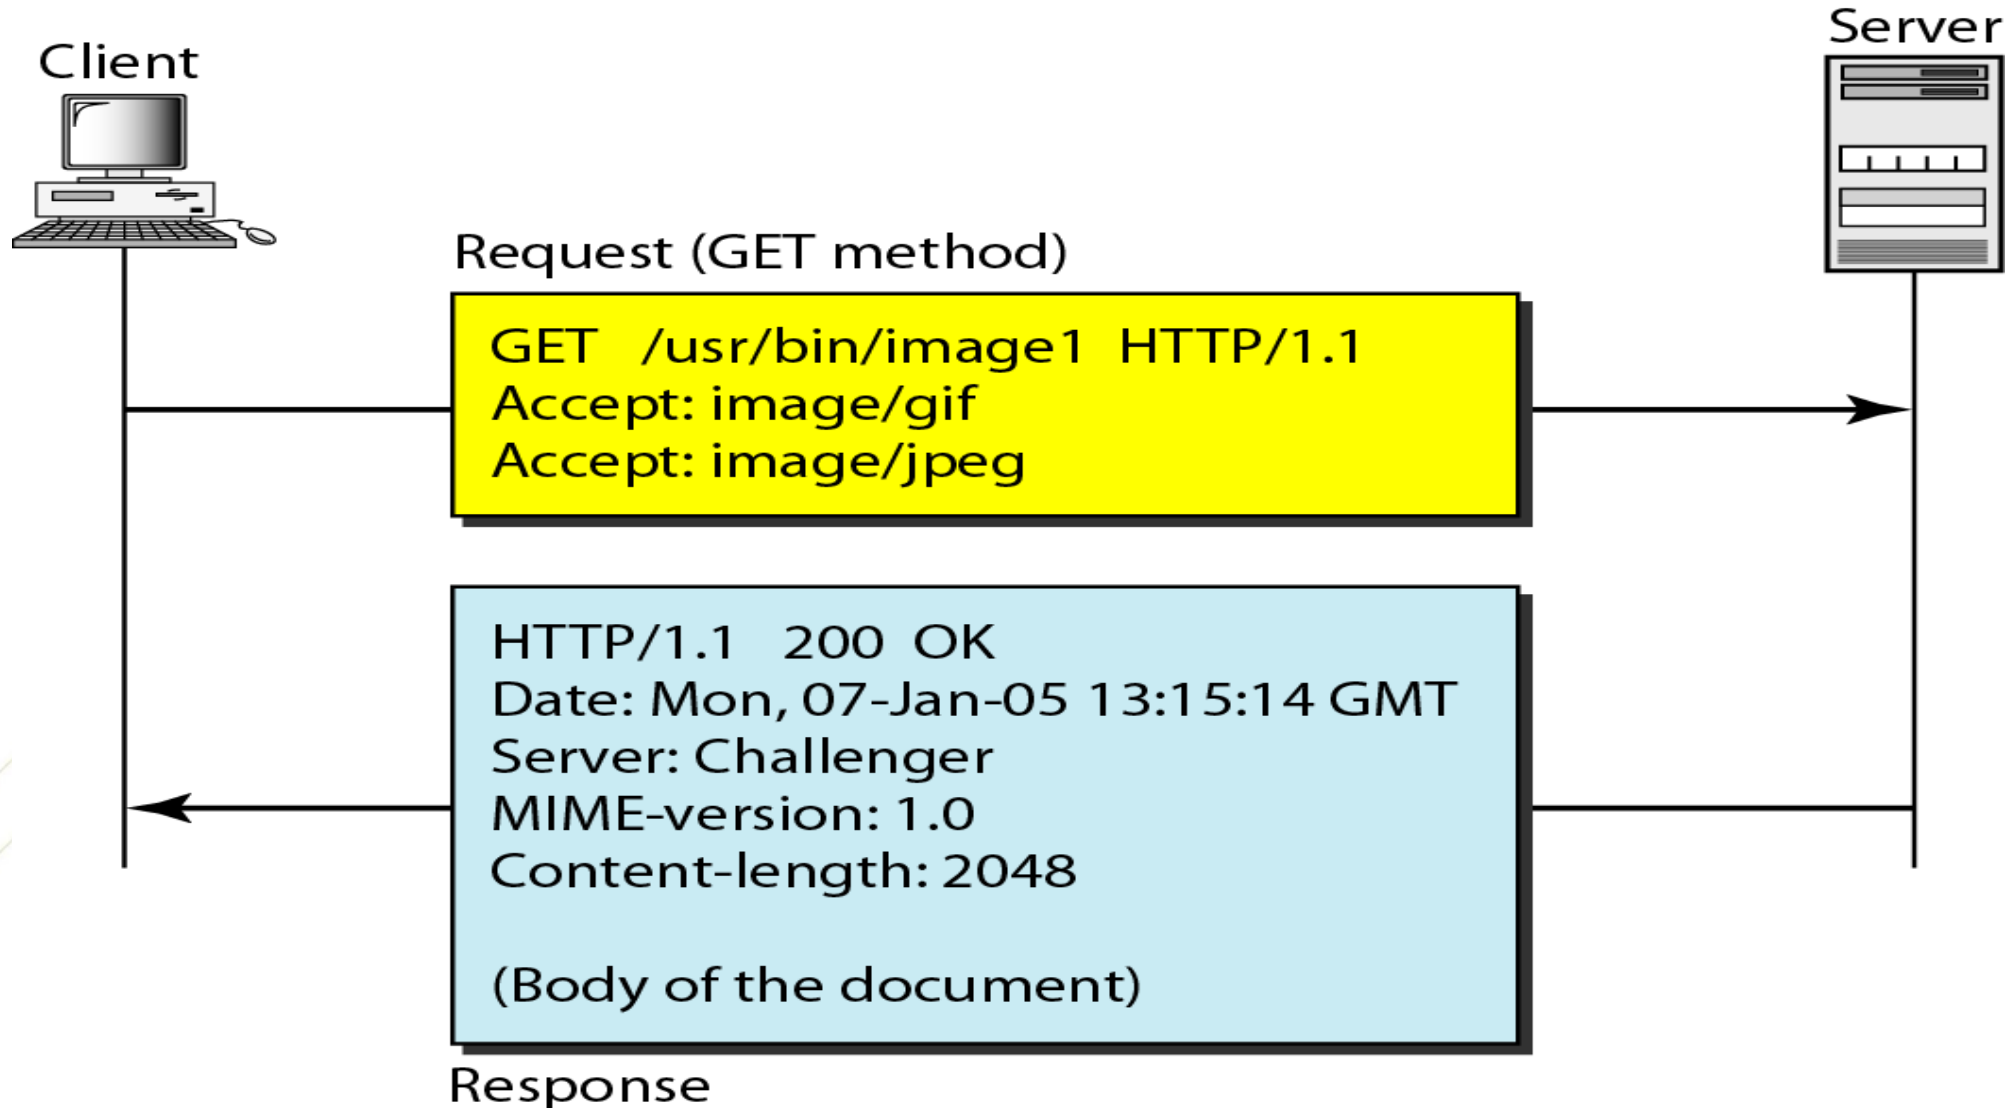 Client
Server
Request (GET method)
GET /usr/bin/image1 HTTP/1.1
Accept: image/gif
Accept: image/jpeg
HTTP/1.1 200 OK
Date: Mon, 07-Jan-05 13:15:14 GMT
Server: Challenger
MIME-version: 1.0
Content-length: 2048
(Body of the document)
Response